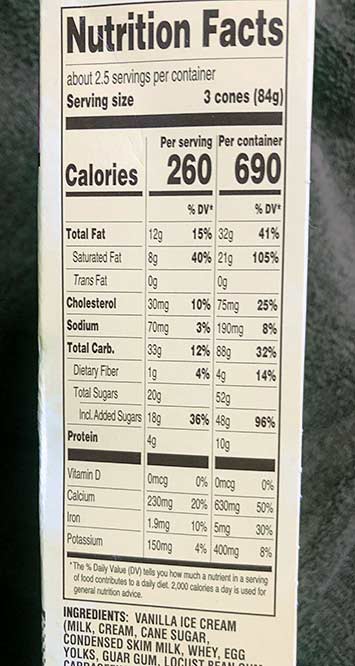 Nutrition Facts
about 2.5 servings per container
Serving size 3 cones (84g)
Per serving Per container
Calories 260 690
% DV* % DV*
Total Fat 12g 15% 32g 41%
Saturated Fat 8g 40% 21g 105%
Trans Fat 0g 0g
Cholesterol 30mg 10% 75mg 25%
Sodium 70mg 3% 190mg 8%
Total Carb. 33g 12% 88g 32%
Dietary Fiber 1g 4% 4g 14%
Total Sugars 20g 52g
Incl. Added Sugars 18g 36% 48g 96%
Protein 4g 10g
Vitamin D 0mcg 0% 0mcg 0%
Calcium 230mg 20% 630mg 50%
Iron 1.9mg 10% 5mg 30%
Potassium 150mg 4% 400mg 8%
*The % Daily Value (DV) tells you how much a nutrient in a serving
of food contributes to a daily diet. 2,000 calories a day is used for
general nutrition advice.
INGREDIENTS: VANILLA ICE CREAM
(MILK, CREAM, CANE SUGAR,
CONDENSED SKIM MILK, WHEY, EGG
YOLKS, GUAR GUM, LOCUST BEAN